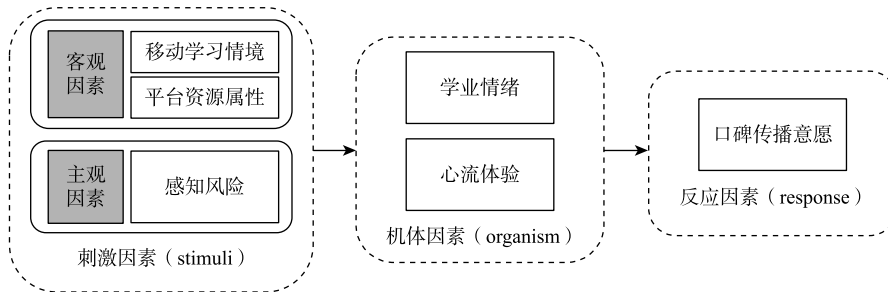 客观
因素
移动学习情境
平台资源属性
主观
因素
感知风险
刺激因素（stimuli）
学业情绪
心流体验
机体因素（organism）
口碑传播意愿
反应因素（response）